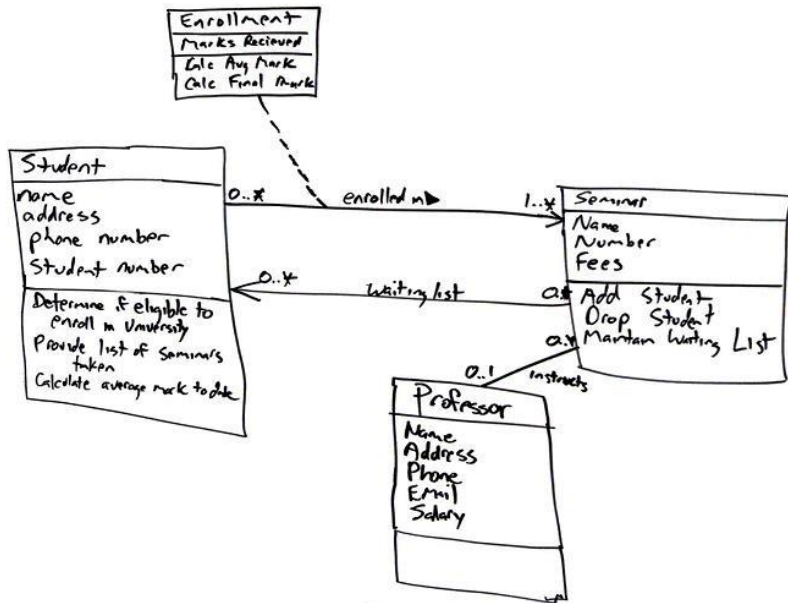 Enrollment
Marks Recieved
Calc Avg Mark
Calc Final Mark
Student
name
address
phone number
Student number
Determine if eligible to
enroll in University
Provide list of seminars
taken
Calculate average mark to date
0..*
enrolled in
1..*
0..*
Waiting list
0..*
Seminar
Name
Number
Fees
Add Student
Drop Student
Maintain Waiting List
0..*
0..1
instructs
Professor
Name
Address
Phone
Email
Salary